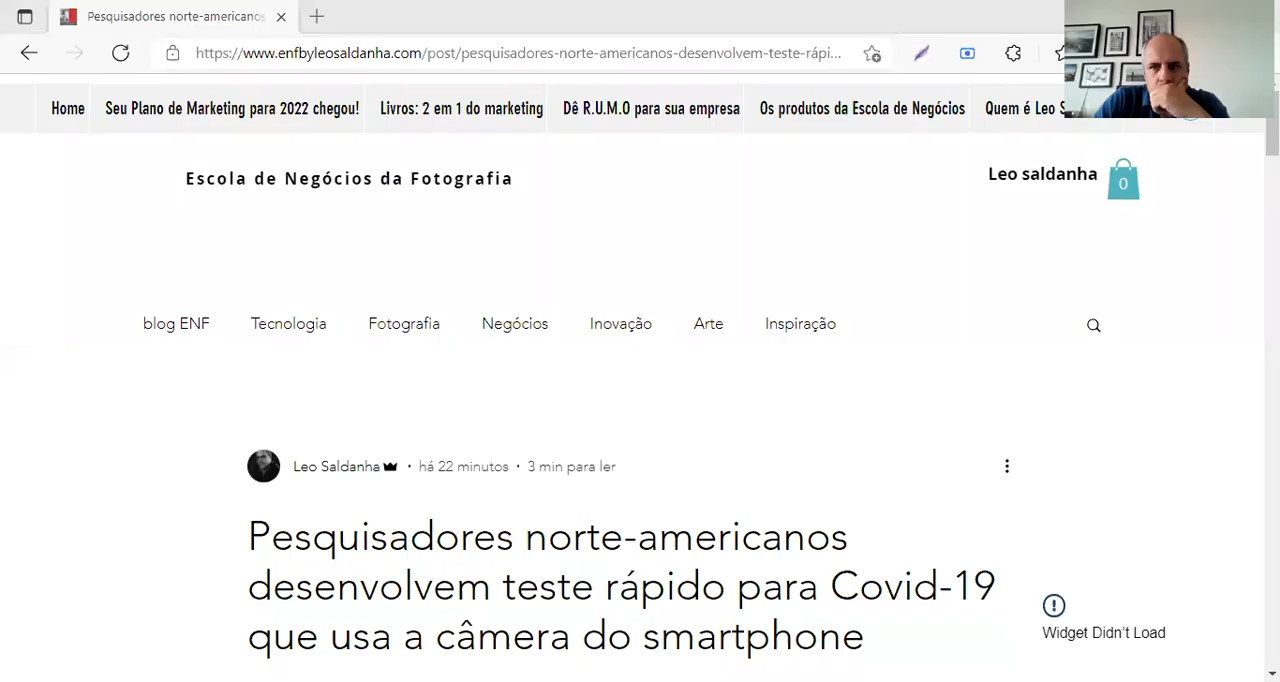 Pesquisadores norte-americanos
https://www.enfbyleosaldanha.com/post/pesquisadores-norte-americanos-desenvolvem-teste-rápi...
Home Seu Plano de Marketing para 2022 chegou! Livros: 2 em 1 do marketing Dê R.U.M.O para sua empresa Os produtos da Escola de Negócios Quem é Leo S
Escola de Negócios da Fotografia
Leo saldanha
0
blog ENF Tecnologia Fotografia Negócios Inovação Arte Inspiração
Leo Saldanha · há 22 minutos · 3 min para ler
Pesquisadores norte-americanos
desenvolvem teste rápido para Covid-19
que usa a câmera do smartphone
Widget Didn't Load